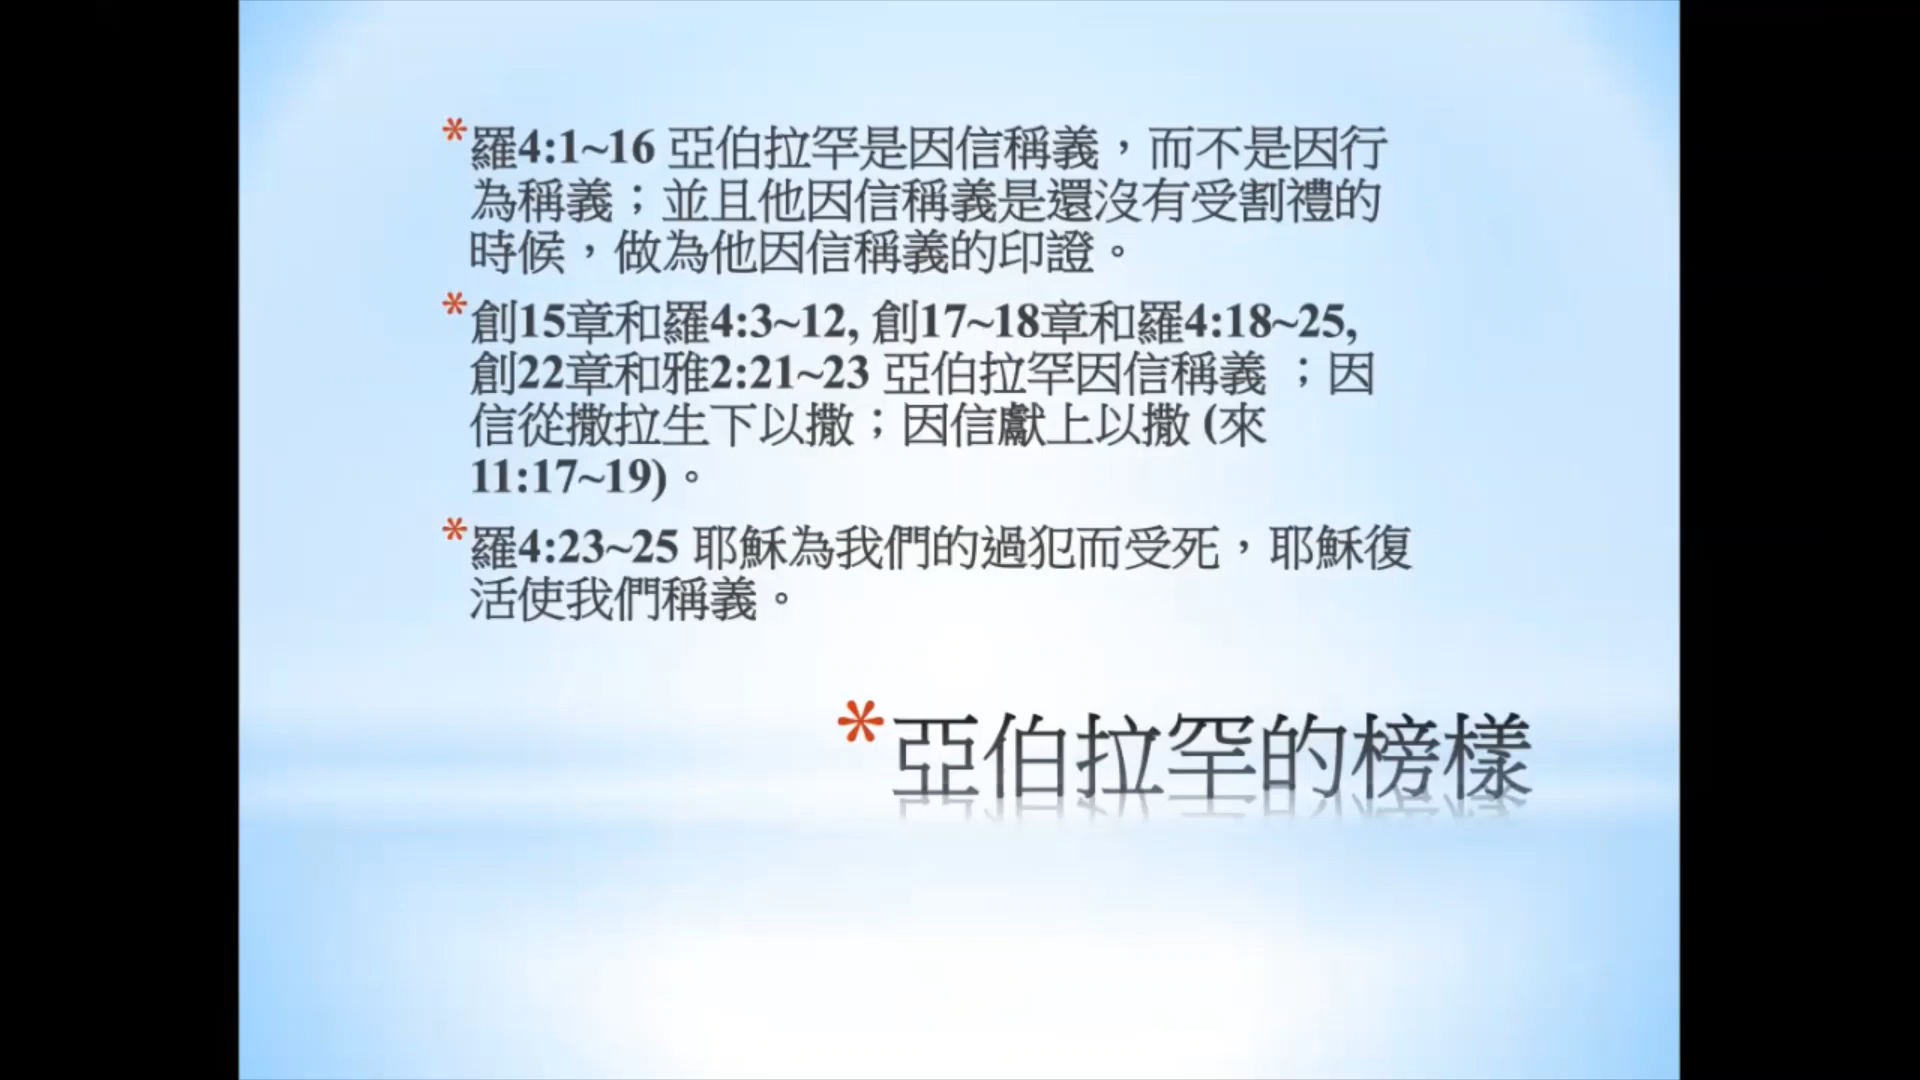 *羅4:1~16 亞伯拉罕是因信稱義，而不是因行
為稱義；並且他因信稱義是還沒有受割禮的
時候，做為他因信稱義的印證。
*創15章和羅4:3~12, 創17~18章和羅4:18~25,
創22章和雅2:21~23 亞伯拉罕因信稱義 ；因
信從撒拉生下以撒；因信獻上以撒 (來
11:17~19)。
*羅4:23~25 耶穌為我們的過犯而受死，耶穌復
活使我們稱義。
*亞伯拉罕的榜樣